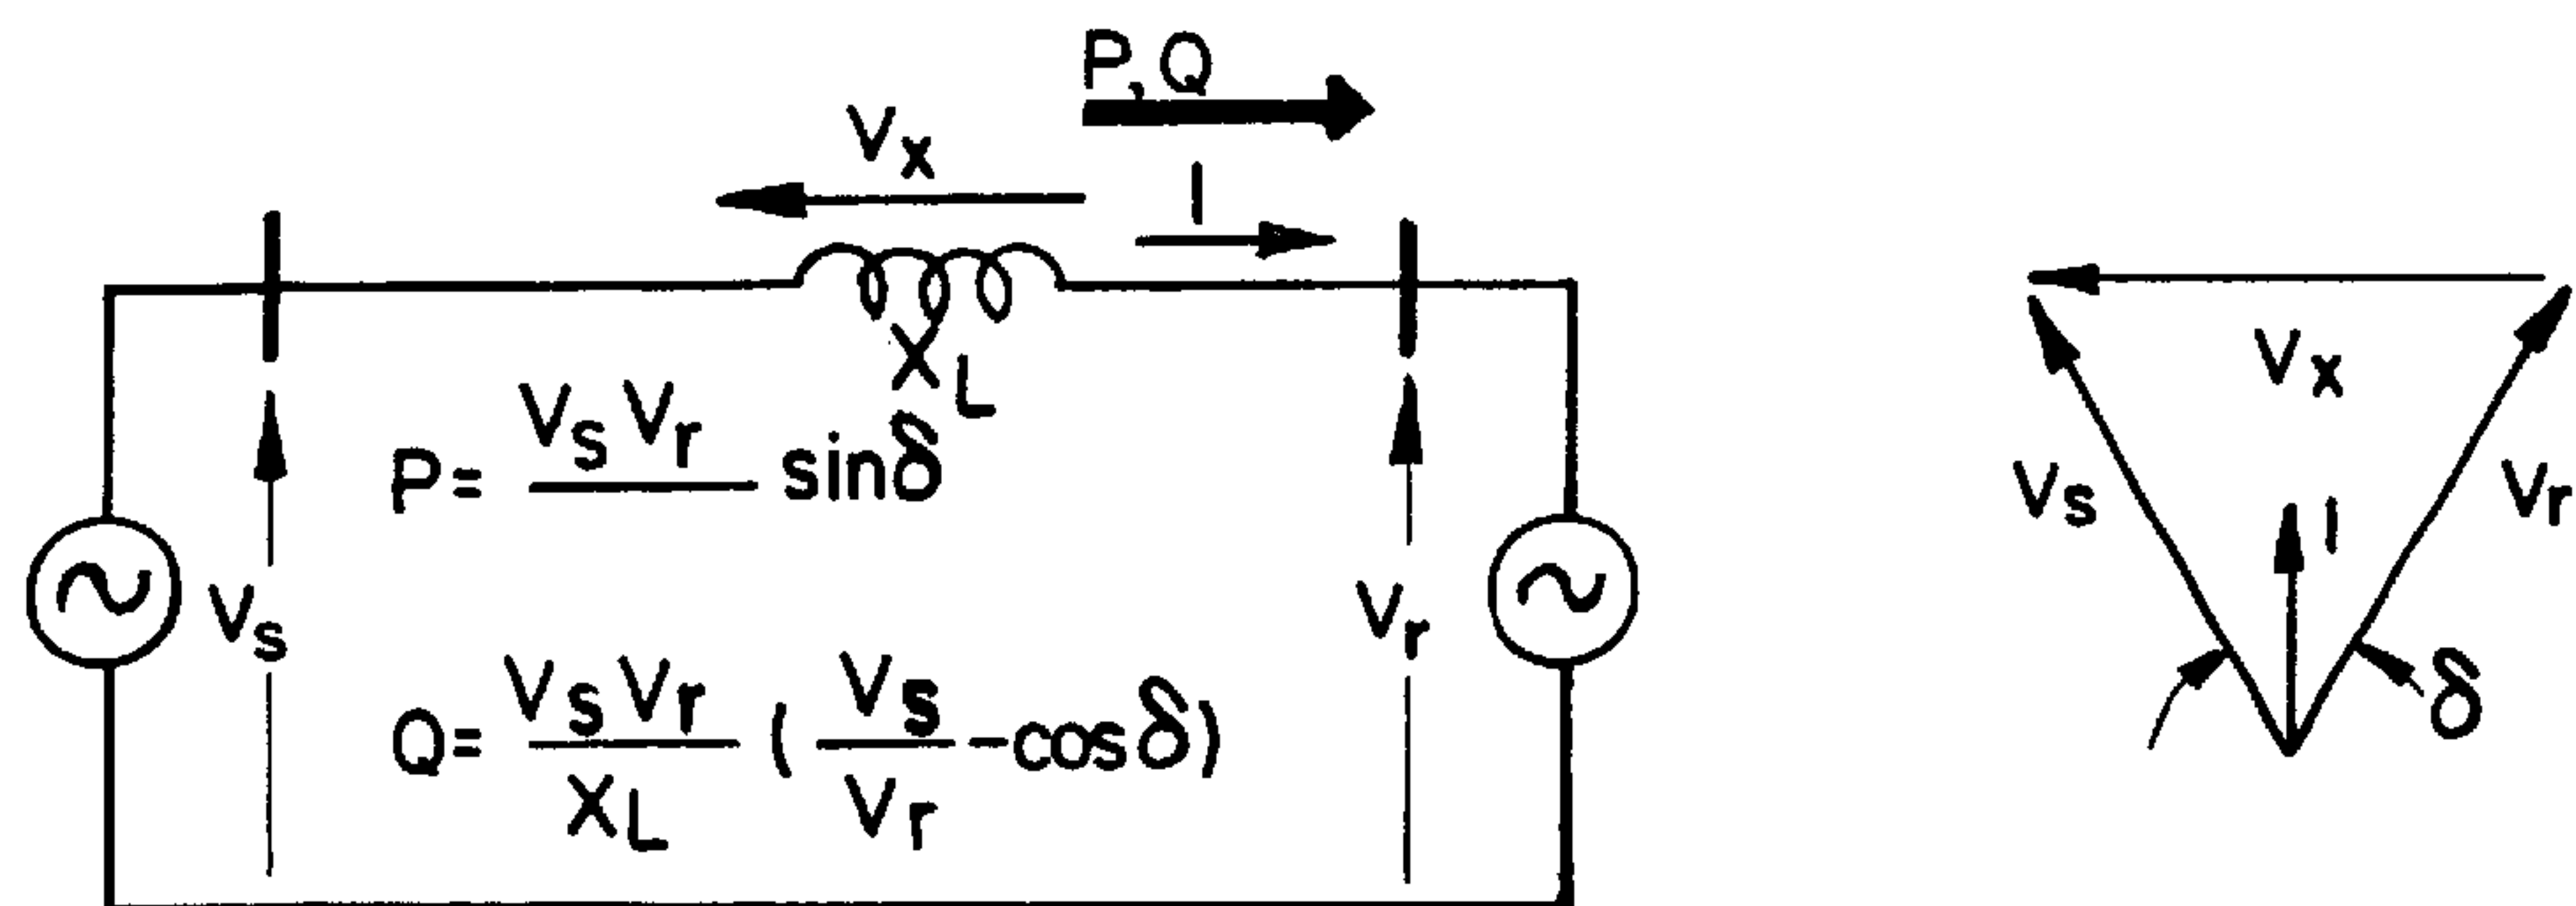 P,Q
Vx
I
XL
P= VsVr/ sinδ
Vs
Vr
Q= VsVr/XL (Vs/Vr -cosδ)
Vx
Vs
I
Vr
δ